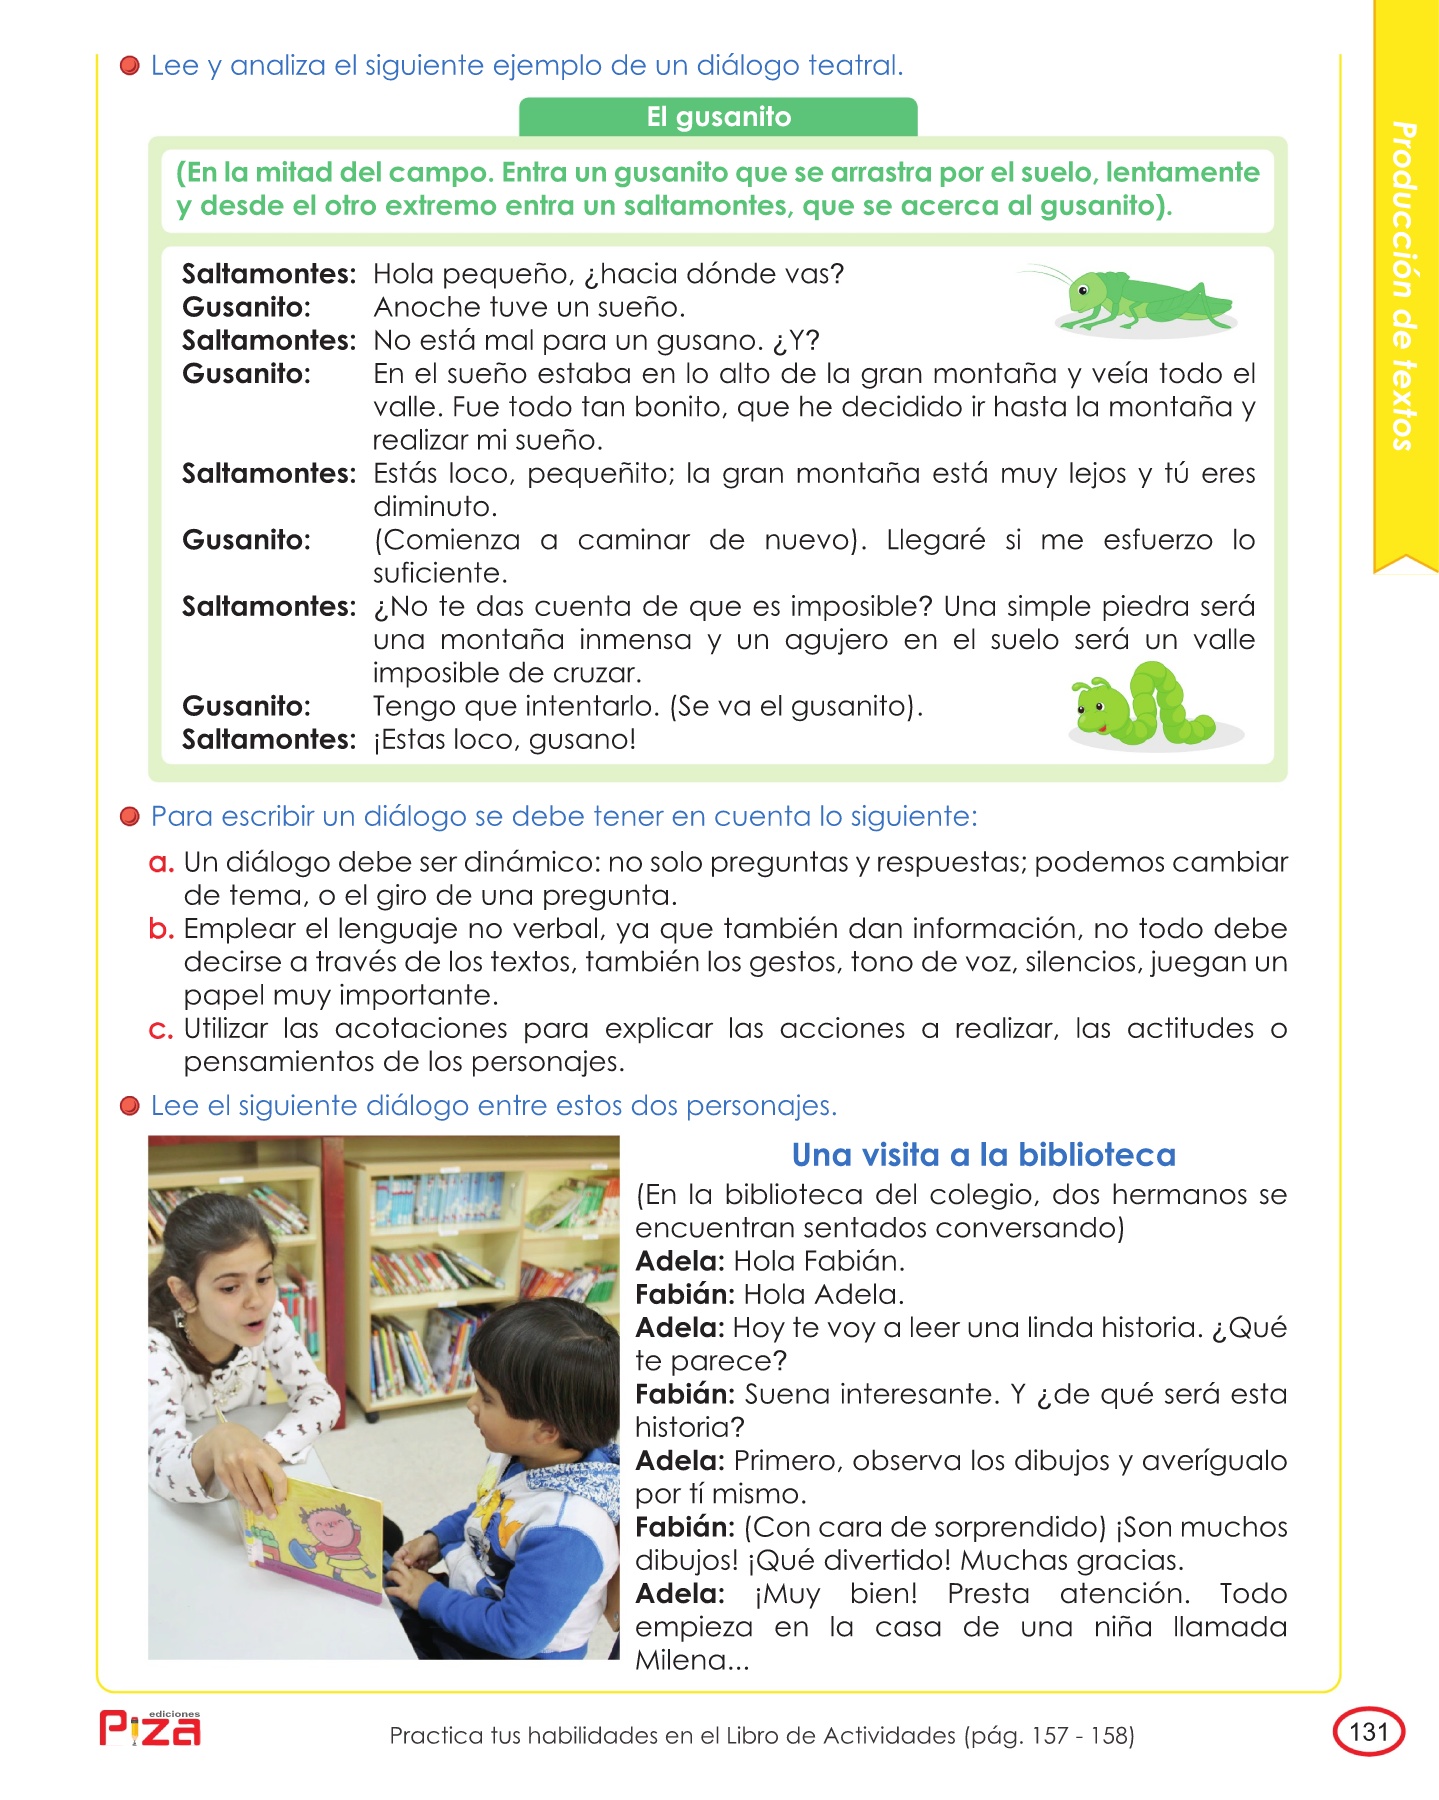 Lee y analiza el siguiente ejemplo de un diálogo teatral.
El gusanito
(En la mitad del campo. Entra un gusanito que se arrastra por el suelo, lentamente
y desde el otro extremo entra un saltamontes, que se acerca al gusanito).
Saltamontes: Hola pequeño, ¿hacia dónde vas?
Gusanito: Anoche tuve un sueño.
Saltamontes: No está mal para un gusano. ¿Y?
Gusanito: En el sueño estaba en lo alto de la gran montaña y veía todo el
valle. Fue todo tan bonito, que he decidido ir hasta la montaña y
realizar mi sueño.
Saltamontes: Estás loco, pequeñito; la gran montaña está muy lejos y tú eres
diminuto.
Gusanito: (Comienza a caminar de nuevo). Llegaré si me esfuerzo lo
suficiente.
Saltamontes: ¿No te das cuenta de que es imposible? Una simple piedra será
una montaña inmensa y un agujero en el suelo será un valle
imposible de cruzar.
Gusanito: Tengo que intentarlo. (Se va el gusanito).
Saltamontes: ¡Estas loco, gusano!
Para escribir un diálogo se debe tener en cuenta lo siguiente:
a. Un diálogo debe ser dinámico: no solo preguntas y respuestas; podemos cambiar
de tema, o el giro de una pregunta.
b. Emplear el lenguaje no verbal, ya que también dan información, no todo debe
decirse a través de los textos, también los gestos, tono de voz, silencios, juegan un
papel muy importante.
c. Utilizar las acotaciones para explicar las acciones a realizar, las actitudes o
pensamientos de los personajes.
Lee el siguiente diálogo entre estos dos personajes.
Una visita a la biblioteca
(En la biblioteca del colegio, dos hermanos se
encuentran sentados conversando)
Adela: Hola Fabián.
Fabián: Hola Adela.
Adela: Hoy te voy a leer una linda historia. ¿Qué
te parece?
Fabián: Suena interesante. Y ¿de qué será esta
historia?
Adela: Primero, observa los dibujos y averígualo
por tí mismo.
Fabián: (Con cara de sorprendido) ¡Son muchos
dibujos! ¡Qué divertido! Muchas gracias.
Adela: ¡Muy bien! Presta atención. Todo
empieza en la casa de una niña llamada
Milena...
Producción de textos
ediciones
Piza
Practica tus habilidades en el Libro de Actividades (pág. 157 - 158)
131